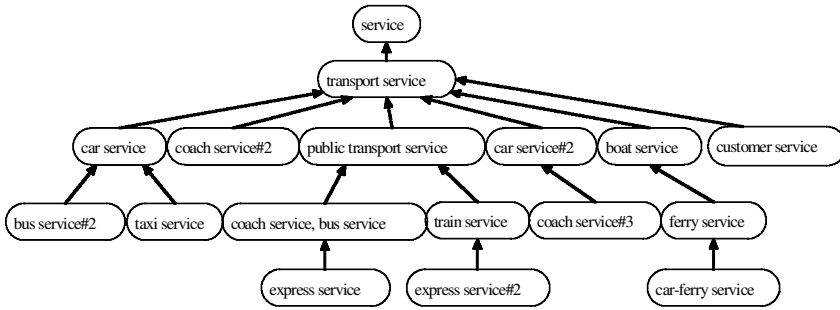 service
transport service
car service
coach service#2
public transport service
car service#2
boat service
customer service
bus service#2
taxi service
coach service, bus service
train service
coach service#3
ferry service
express service
express service#2
car-ferry service